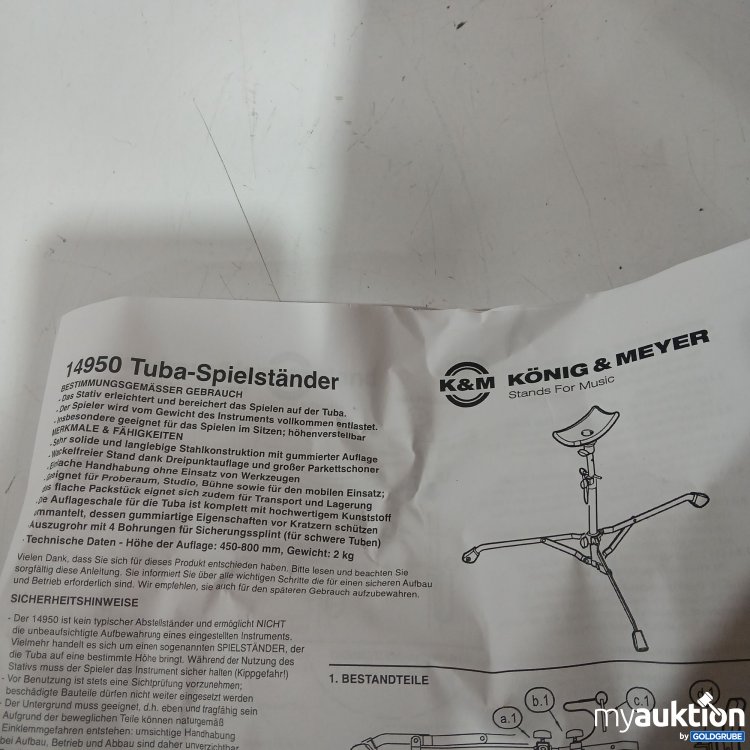 14950 Tuba-Spielständer
BESTIMMUNGSGEMÄSSER GEBRAUCH
- Das Stativ erleichtert und bereichert das Spielen auf der Tuba.
- Der Spieler wird vom Gewicht des Instruments vollkommen entlastet.
- Insbesondere geeignet für das Spielen im Sitzen; höhenverstellbar
MERKMALE & FÄHIGKEITEN
- Sehr solide und langlebige Stahlkonstruktion mit gummierter Auflage
Wackelfreier Stand dank Dreipunktauflage und großer Parkettschoner
Einfache Handhabung ohne Einsatz von Werkzeugen
Geeignet für Proberaum, Studio, Bühne sowie für den mobilen Einsatz;
flache Packstück eignet sich zudem für Transport und Lagerung
Die Auflageschale für die Tuba ist komplett mit hochwertigem Kunststoff
ummantelt, dessen gummiartige Eigenschaften vor Kratzern schützen
Auszugrohr mit 4 Bohrungen für Sicherungssplint (für schwere Tuben)
- Technische Daten - Höhe der Auflage: 450-800 mm, Gewicht: 2 kg
Vielen Dank, dass Sie sich für dieses Produkt entschieden haben. Bitte lesen und beachten Sie
sorgfältig diese Anleitung. Sie informiert Sie über alle wichtigen Schritte die für einen sicheren Aufbau
und Betrieb erforderlich sind. Wir empfehlen, sie auch für den späteren Gebrauch aufzubewahren.
SICHERHEITSHINWEISE
- Der 14950 ist kein typischer Abstellständer und ermöglicht NICHT
die unbeaufsichtigte Aufbewahrung eines eingestellten Instruments.
Vielmehr handelt es sich um einen sogenannten SPIELSTÄNDER, der
die Tuba auf eine bestimmte Höhe bringt. Während der Nutzung des
Stativs muss der Spieler das Instrument sicher halten (Kippgefahr!)
- Vor Benutzung ist stets eine Sichtprüfung vorzunehmen;
beschädigte Bauteile dürfen nicht weiter eingesetzt werden
- Der Untergrund muss geeignet, d.h. eben und tragfähig sein
Aufgrund der beweglichen Teile können naturgemäß
Einklemmgefahren entstehen: umsichtige Handhabung
bei Aufbau, Betrieb und Abbau sind daher unverzichtbar
K&M KÖNIG & MEYER
Stands For Music
1. BESTANDTEILE
a.1
b.1
c.1
myauktion
by GOLDGRUBE